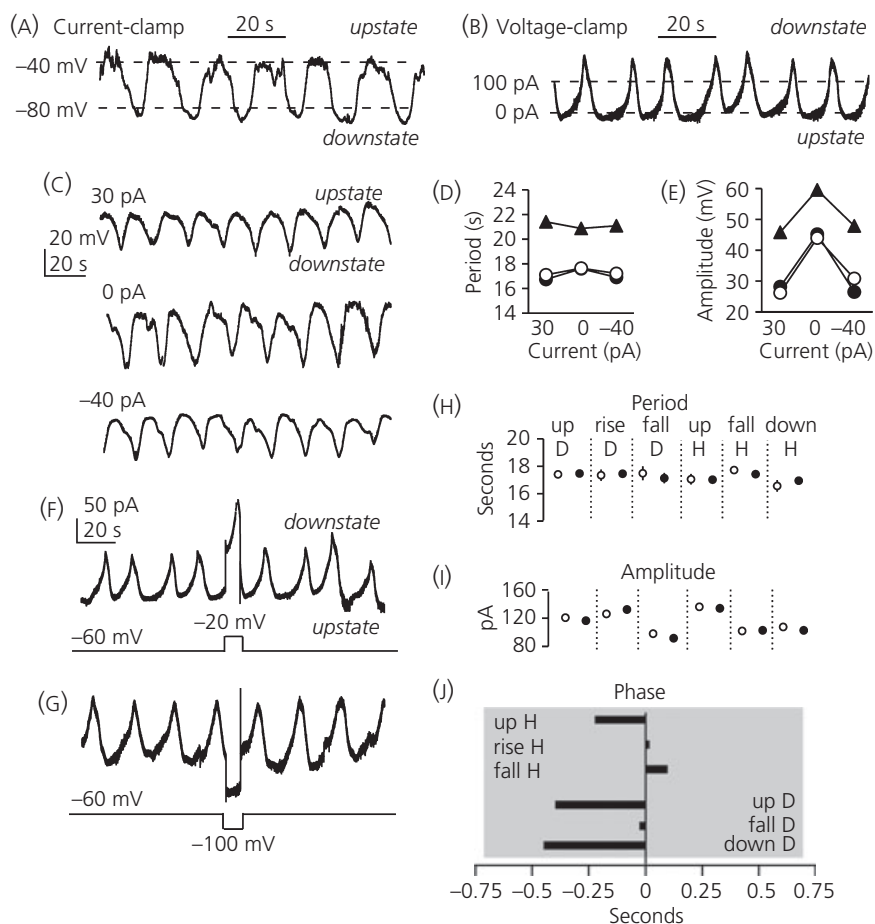 (A) Current-clamp 20 s upstate
–40 mV
–80 mV
downstate
(B) Voltage-clamp 20 s downstate
100 pA
0 pA
upstate
(C)
30 pA upstate
20 mV
20 s downstate
0 pA
–40 pA
(D)
Period (s)
24
22
20
18
16
14
30 0 –40
Current (pA)
(E)
Amplitude (mV)
60
50
40
30
20
30 0 –40
Current (pA)
(F) 50 pA
20 s
downstate
–20 mV upstate
–60 mV
(G)
–60 mV
–100 mV
(H) Period
up rise fall up fall down
D D D H H H
Seconds
20
18
16
14
(I) Amplitude
pA
160
120
80
(J) Phase
up H
rise H
fall H
up D
fall D
down D
–0.75 –0.5 –0.25 0 0.25 0.5 0.75
Seconds